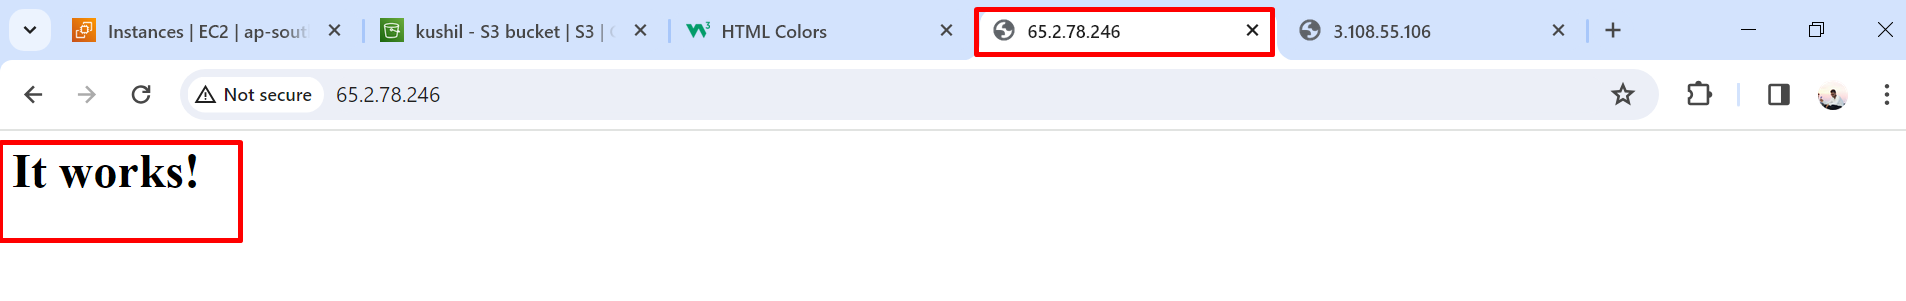 Instances | EC2 | ap-sout
kushil - S3 bucket | S3 |
HTML Colors
65.2.78.246
3.108.55.106
Not secure
65.2.78.246
It works!